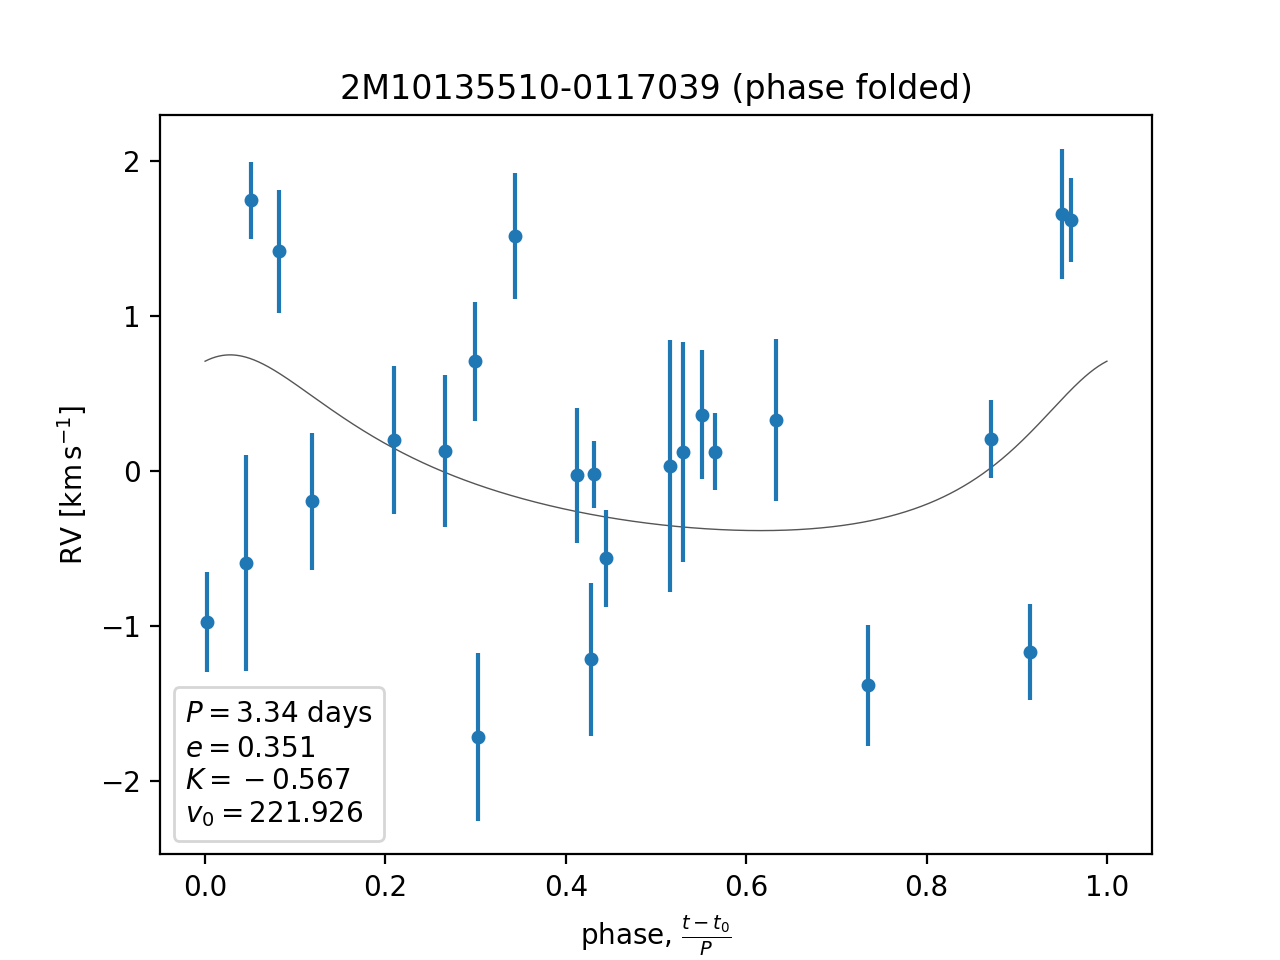 2M10135510-0117039 (phase folded)
RV [km s⁻¹]
2
1
0
−1
−2
P = 3.34 days
e = 0.351
K = −0.567
v₀ = 221.926
0.0 0.2 0.4 0.6 0.8 1.0
phase, (t − t₀)/P